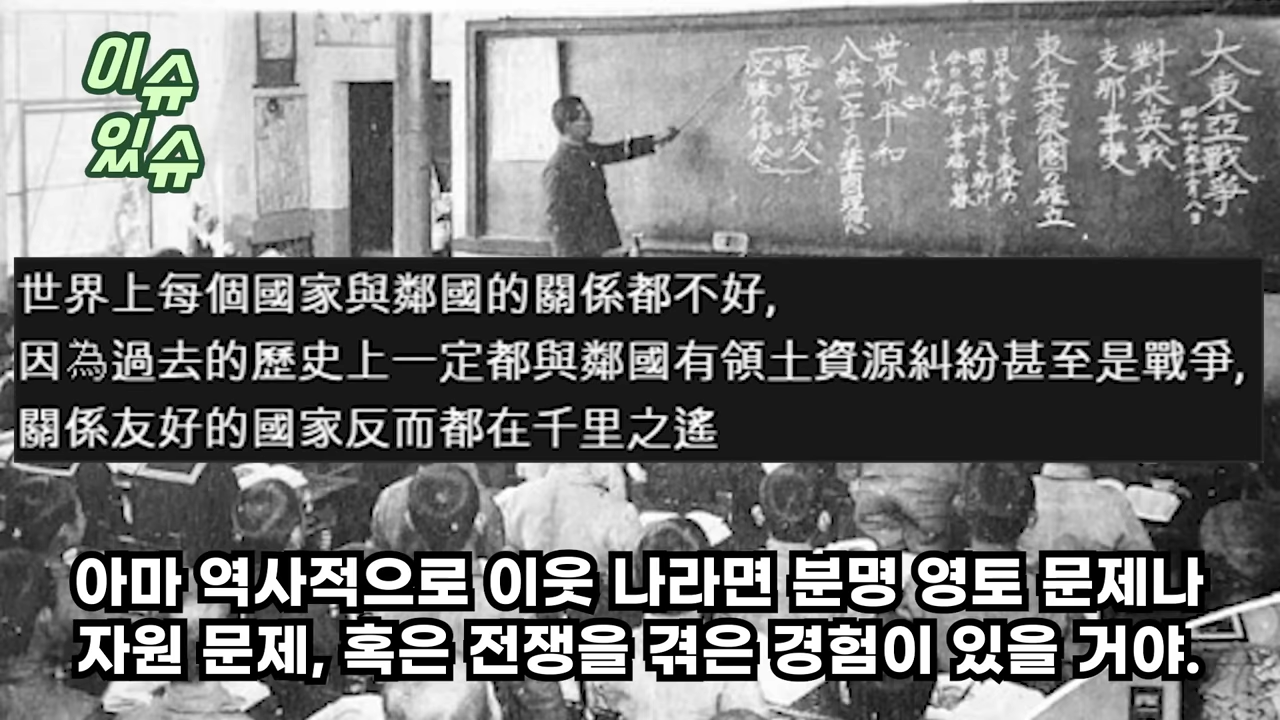 이슈
있슈
大東亞戰爭
對米英戰
支那事變
東亞共榮圏の確立
世界平和
世界上每個國家與鄰國的關係都不好,
因為過去的歷史上一定都與鄰國有領土資源糾紛甚至是戰爭,
關係友好的國家反而都在千里之遙
아마 역사적으로 이웃 나라면 분명 영토 문제나
자원 문제, 혹은 전쟁을 겪은 경험이 있을 거야.